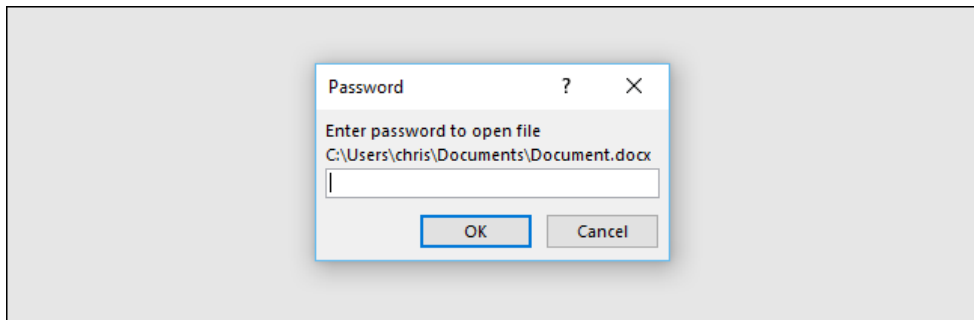 Password ?
Enter password to open file
C:\Users\chris\Documents\Document.docx
OK Cancel